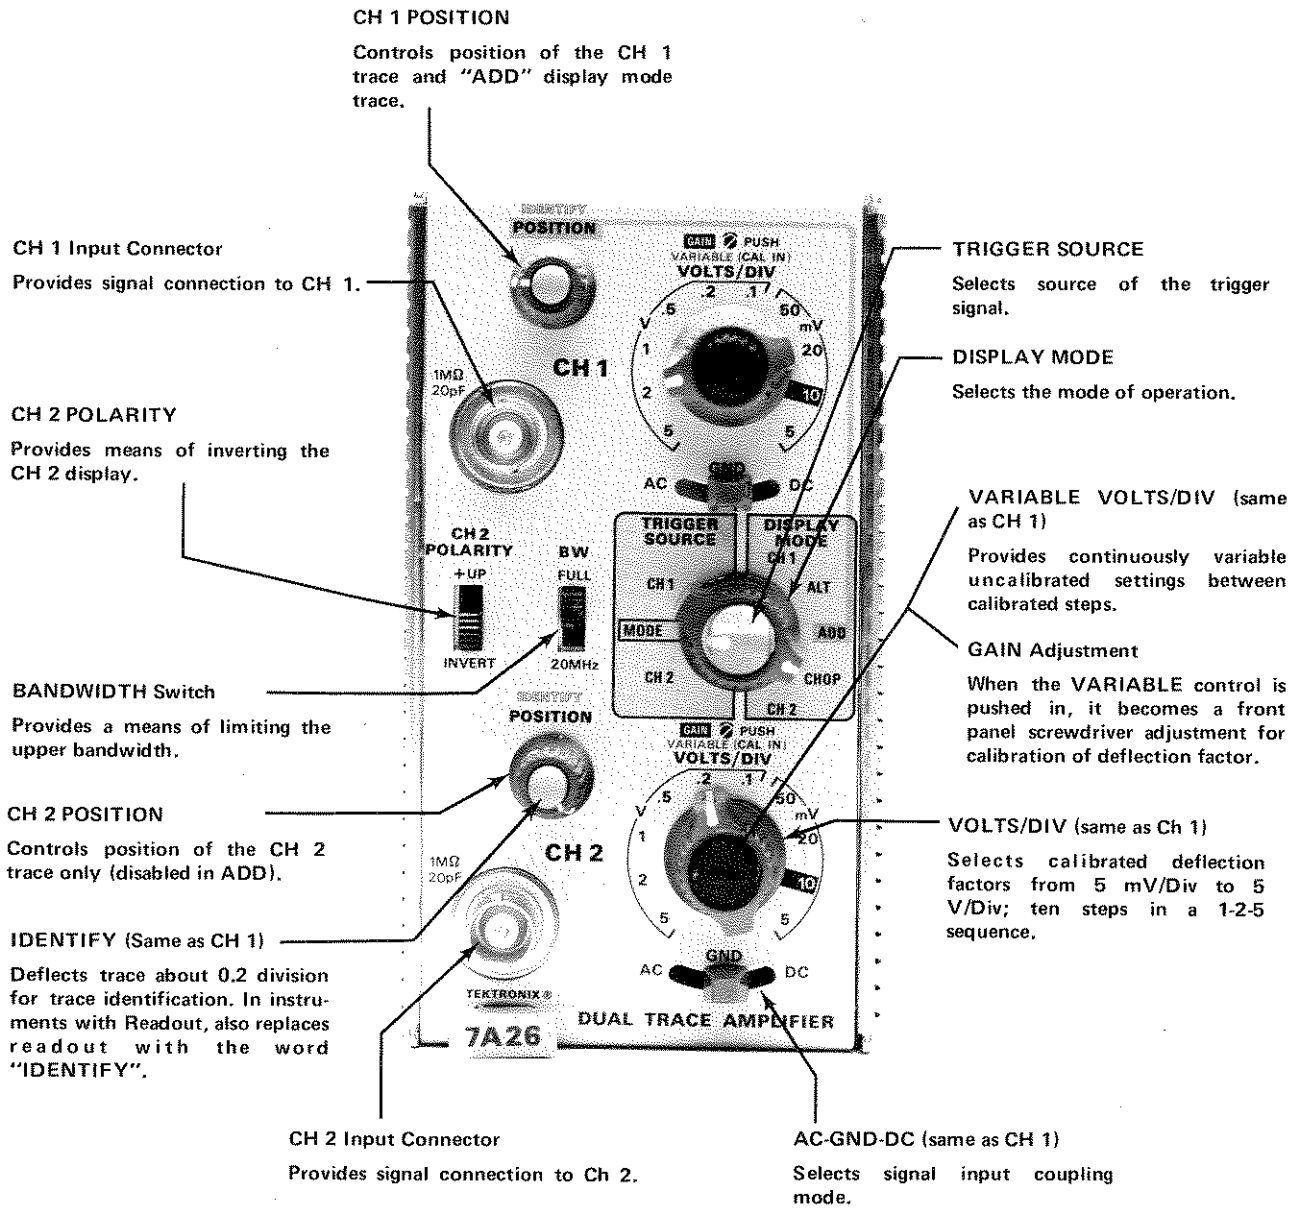 CH 1 POSITION
Controls position of the CH 1
trace and "ADD" display mode
trace.
CH 1 Input Connector
Provides signal connection to CH 1.
CH 2 POLARITY
Provides means of inverting the
CH 2 display.
BANDWIDTH Switch
Provides a means of limiting the
upper bandwidth.
CH 2 POSITION
Controls position of the CH 2
trace only (disabled in ADD).
IDENTIFY (Same as CH 1)
Deflects trace about 0.2 division
for trace identification. In instru-
ments with Readout, also replaces
readout with the word
"IDENTIFY".
CH 2 Input Connector
Provides signal connection to Ch 2.
IDENTIFY
POSITION
GAIN PUSH
VARIABLE (CAL IN)
VOLTS/DIV
.2 .1
.5 50
V mV
1 20
2 10
5 5
CH 1
1MΩ
20pF
GND
AC DC
TRIGGER
SOURCE
DISPLAY
MODE
CH 1
CH 1
ALT
MODE
ADD
CH 2
CHOP
CH 2
CH 2
POLARITY
+UP
INVERT
BW
FULL
20MHz
IDENTIFY
POSITION
GAIN PUSH
VARIABLE (CAL IN)
VOLTS/DIV
.2 .1
.5 50
V mV
1 20
2 10
5 5
CH 2
1MΩ
20pF
GND
AC DC
TEKTRONIX ®
7A26
DUAL TRACE AMPLIFIER
TRIGGER SOURCE
Selects source of the trigger
signal.
DISPLAY MODE
Selects the mode of operation.
VARIABLE VOLTS/DIV (same
as CH 1)
Provides continuously variable
uncalibrated settings between
calibrated steps.
GAIN Adjustment
When the VARIABLE control is
pushed in, it becomes a front
panel screwdriver adjustment for
calibration of deflection factor.
VOLTS/DIV (same as Ch 1)
Selects calibrated deflection
factors from 5 mV/Div to 5
V/Div; ten steps in a 1-2-5
sequence.
AC-GND-DC (same as CH 1)
Selects signal input coupling
mode.